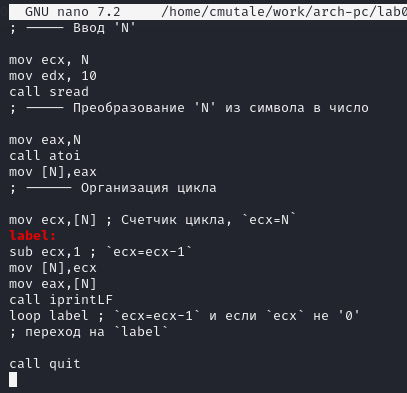 GNU nano 7.2 /home/cmutale/work/arch-pc/lab0
; ----- Ввод 'N'
mov ecx, N
mov edx, 10
call sread
; ----- Преобразование 'N' из символа в число
mov eax,N
call atoi
mov [N],eax
; ------ Организация цикла
mov ecx,[N] ; Счетчик цикла, `ecx=N`
label:
sub ecx,1 ; `ecx=ecx-1`
mov [N],ecx
mov eax,[N]
call iprintLF
loop label ; `ecx=ecx-1` и если `ecx` не '0'
; переход на `label`
call quit